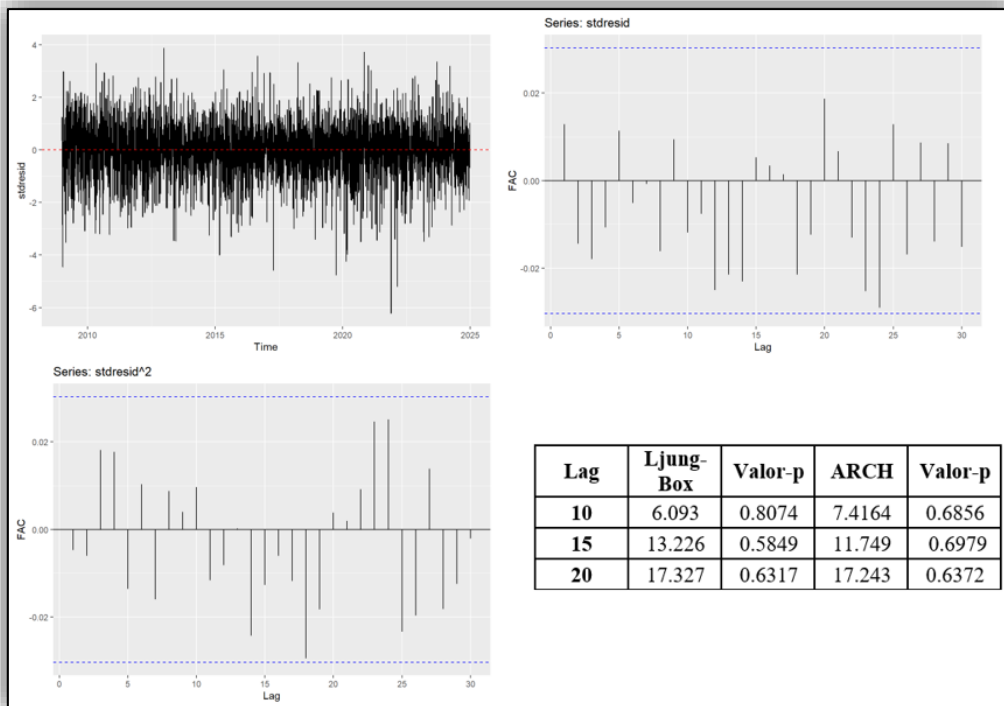 4
2
0
-2
-4
-6
stdresid
2010
2015
2020
2025
Time
Series: stdresid
0.02
0.00
-0.02
FAC
0
5
10
15
20
25
30
Lag
Series: stdresid^2
0.02
0.00
-0.02
FAC
0
5
10
15
20
25
30
Lag
Lag Ljung-Box Valor-p ARCH Valor-p
10 6.093 0.8074 7.4164 0.6856
15 13.226 0.5849 11.749 0.6979
20 17.327 0.6317 17.243 0.6372